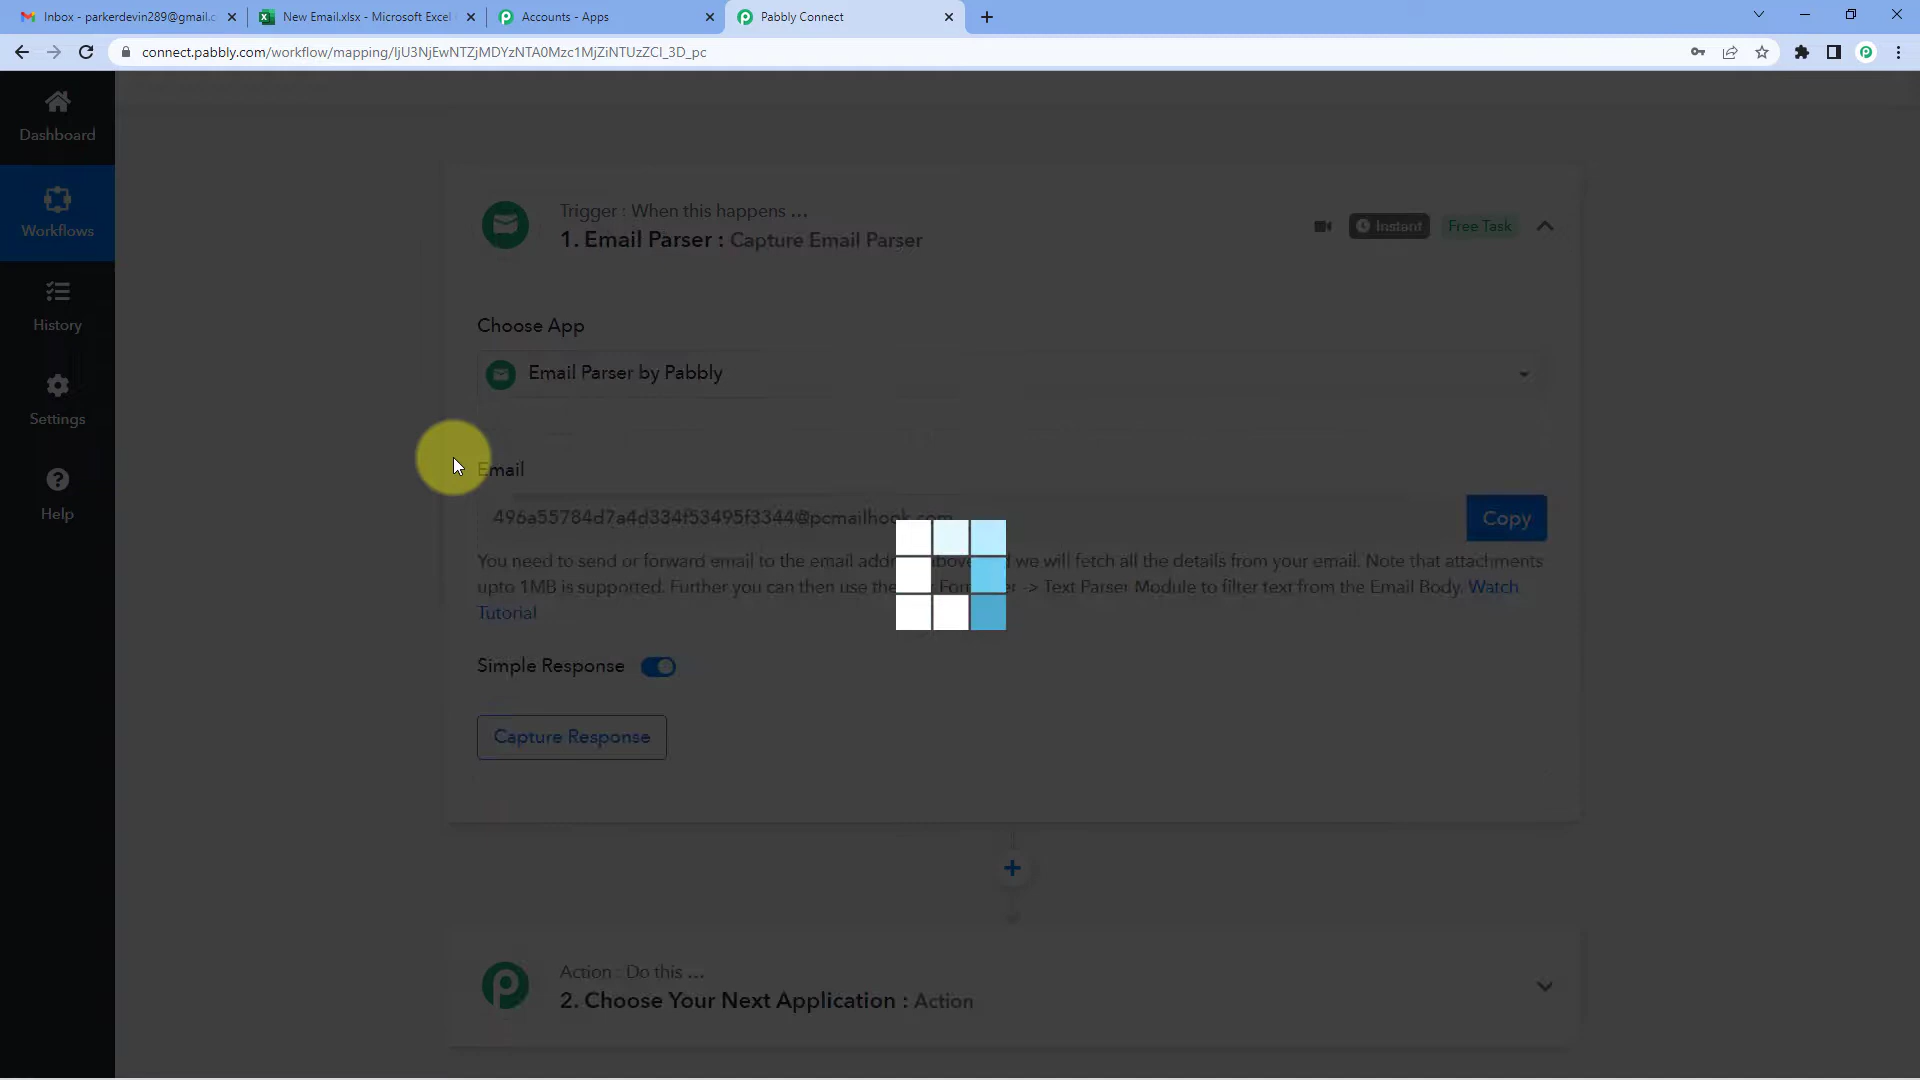 Inbox - parkerdevin289@gmail.c
New Email.xlsx - Microsoft Excel
Accounts - Apps
Pabbly Connect
connect.pabbly.com/workflow/mapping/IjU3NjEwNTZjMDYzNTA0Mzc1MjZiNTUzZCI_3D_pc
Dashboard
Workflows
History
Settings
Help
Trigger : When this happens ...
1. Email Parser : Capture Email Parser
Instant
Free Task
Choose App
Email Parser by Pabbly
Email
496a55784d7a4d334f53495f3344@pcmailhook.com
Copy
You need to send or forward email to the email addr we will fetch all the details from your email. Note that attachments
upto 1MB is supported. Further you can then use the -> Text Parser Module to filter text from the Email Body. Watch
Tutorial
Simple Response
Capture Response
Action : Do this ...
2. Choose Your Next Application : Action